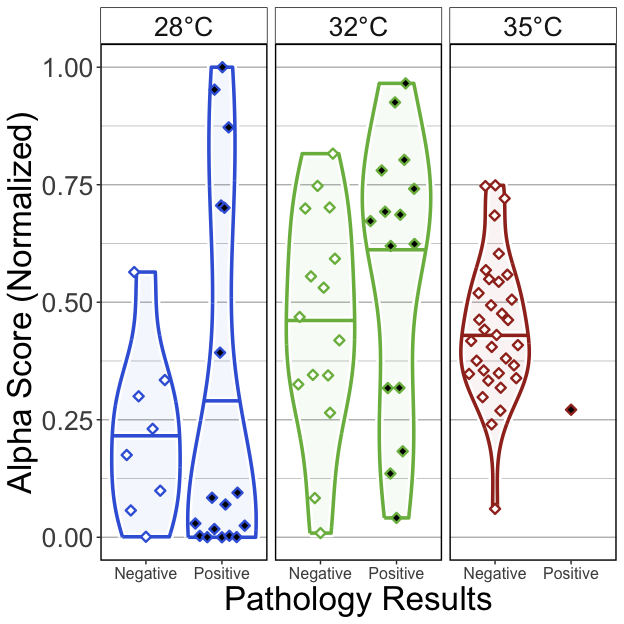 28°C 32°C 35°C
Alpha Score (Normalized)
1.00
0.75
0.50
0.25
0.00
Negative Positive Negative Positive Negative Positive
Pathology Results